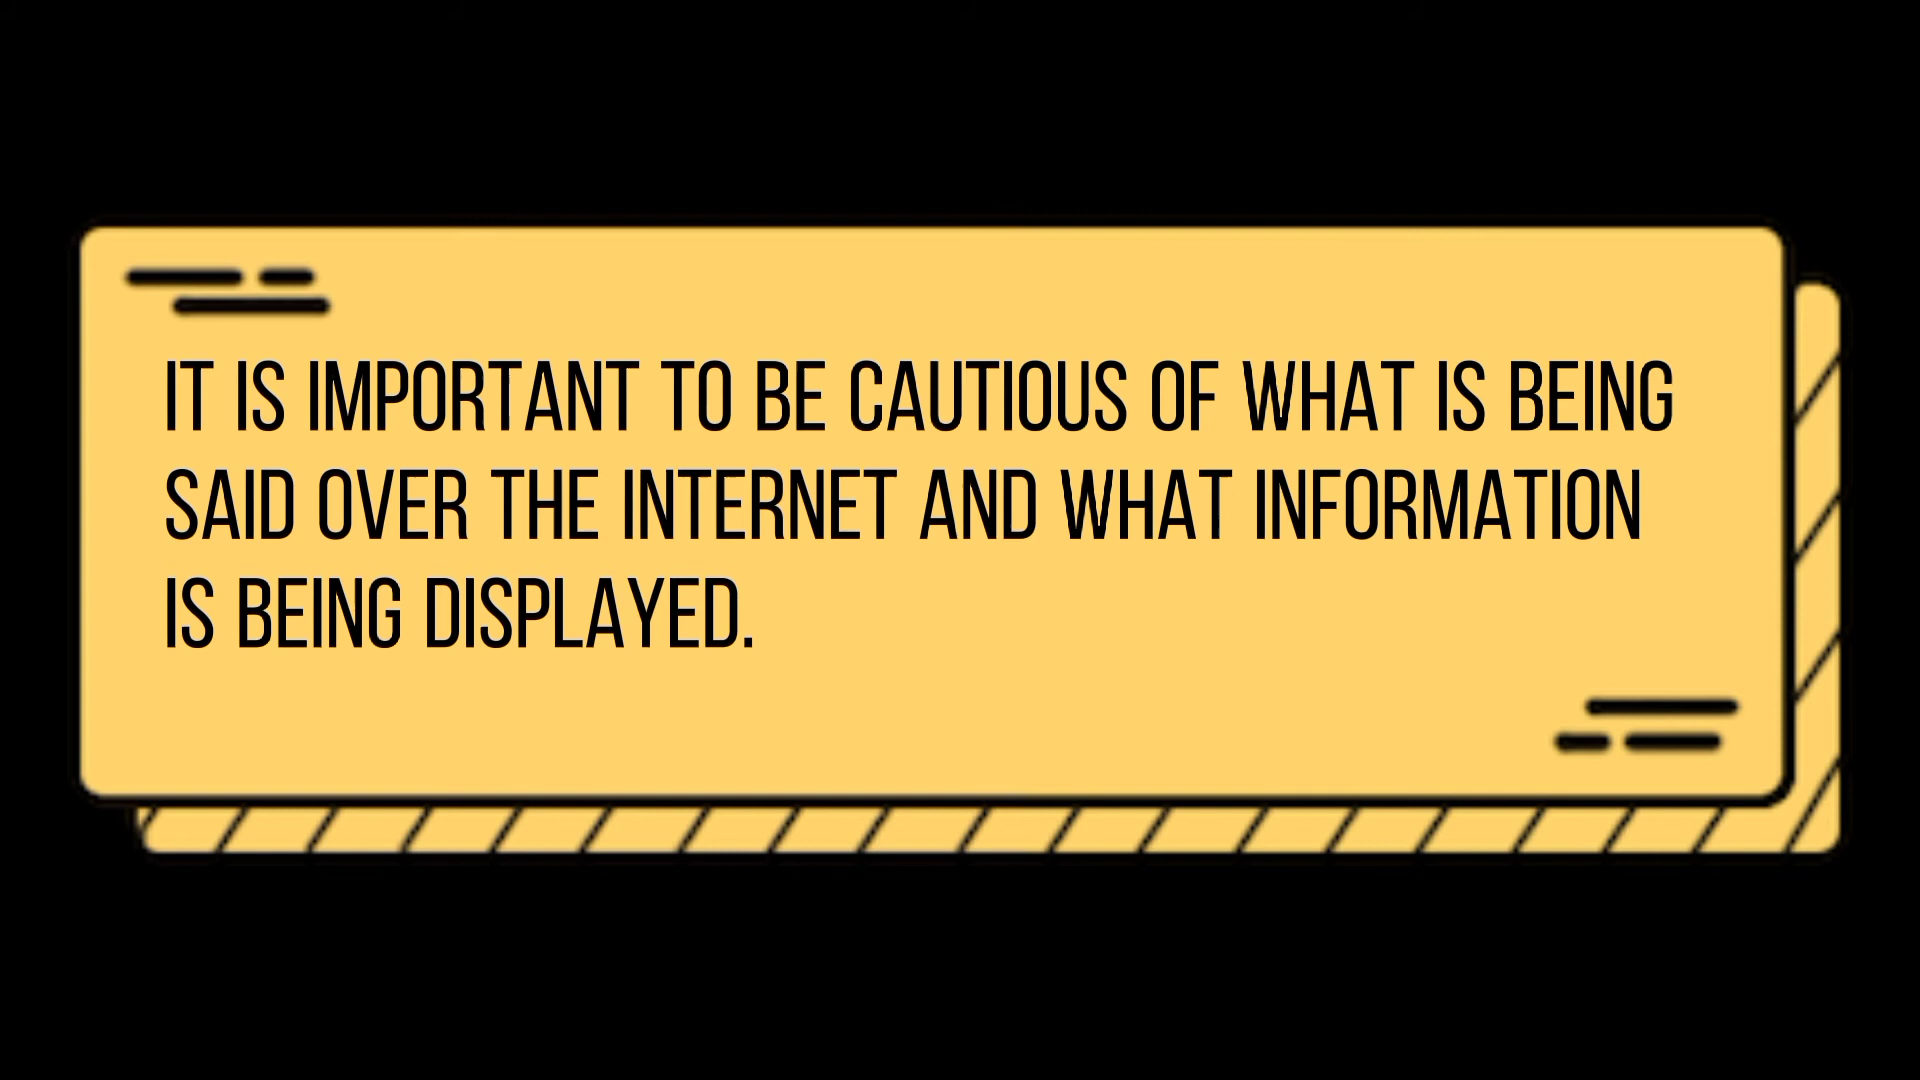 IT IS IMPORTANT TO BE CAUTIOUS OF WHAT IS BEING
SAID OVER THE INTERNET AND WHAT INFORMATION
IS BEING DISPLAYED.